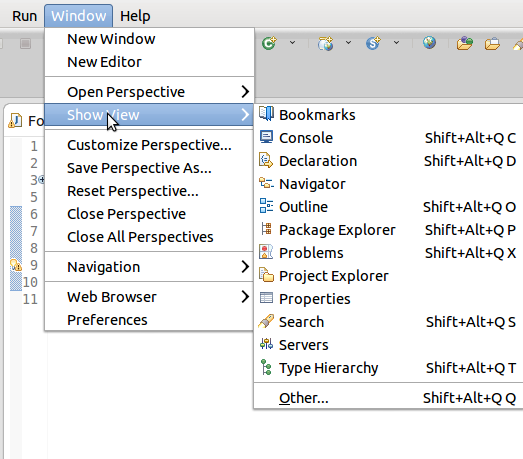 Run Window Help
New Window
New Editor
Open Perspective
Show View
Customize Perspective...
Save Perspective As...
Reset Perspective...
Close Perspective
Close All Perspectives
Navigation
Web Browser
Preferences
Bookmarks
Console Shift+Alt+Q C
Declaration Shift+Alt+Q D
Navigator
Outline Shift+Alt+Q O
Package Explorer Shift+Alt+Q P
Problems Shift+Alt+Q X
Project Explorer
Properties
Search Shift+Alt+Q S
Servers
Type Hierarchy Shift+Alt+Q T
Other... Shift+Alt+Q Q
Fo
1
2
3
5
6
7
8
9
10
11